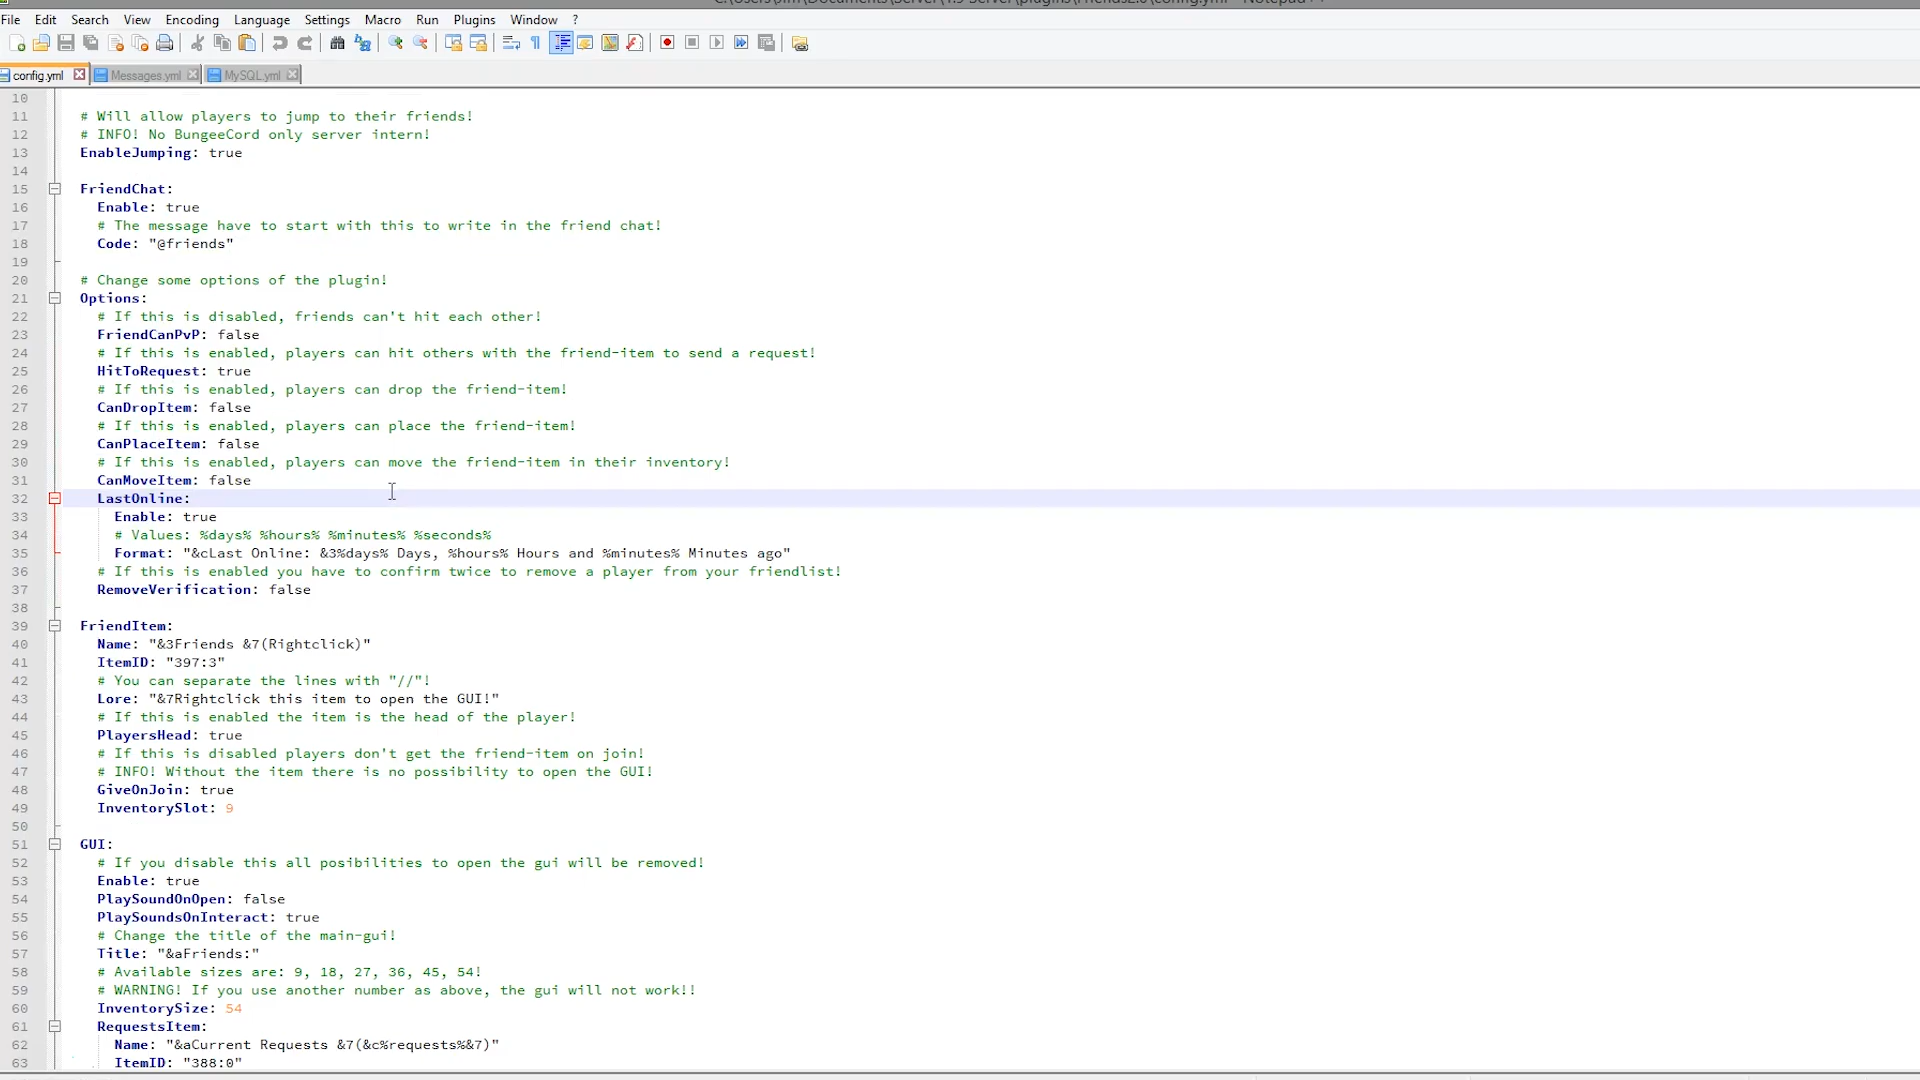 File Edit Search View Encoding Language Settings Macro Run Plugins Window ?
config.yml Messages.yml MySQL.yml
10
11 # Will allow players to jump to their friends!
12 # INFO! No BungeeCord only server intern!
13 EnableJumping: true
14
15 FriendChat:
16 Enable: true
17 # The message have to start with this to write in the friend chat!
18 Code: "@friends"
19
20 # Change some options of the plugin!
21 Options:
22 # If this is disabled, friends can't hit each other!
23 FriendCanPvP: false
24 # If this is enabled, players can hit others with the friend-item to send a request!
25 HitToRequest: true
26 # If this is enabled, players can drop the friend-item!
27 CanDropItem: false
28 # If this is enabled, players can place the friend-item!
29 CanPlaceItem: false
30 # If this is enabled, players can move the friend-item in their inventory!
31 CanMoveItem: false
32 LastOnline:
33 Enable: true
34 # Values: %days% %hours% %minutes% %seconds%
35 Format: "&cLast Online: &3%days% Days, %hours% Hours and %minutes% Minutes ago"
36 # If this is enabled you have to confirm twice to remove a player from your friendlist!
37 RemoveVerification: false
38
39 FriendItem:
40 Name: "&3Friends &7(Rightclick)"
41 ItemID: "397:3"
42 # You can separate the lines with "//"!
43 Lore: "&7Rightclick this item to open the GUI!"
44 # If this is enabled the item is the head of the player!
45 PlayersHead: true
46 # If this is disabled players don't get the friend-item on join!
47 # INFO! Without the item there is no possibility to open the GUI!
48 GiveOnJoin: true
49 InventorySlot: 9
50
51 GUI:
52 # If you disable this all posibilities to open the gui will be removed!
53 Enable: true
54 PlaySoundOnOpen: false
55 PlaySoundsOnInteract: true
56 # Change the title of the main-gui!
57 Title: "&aFriends:"
58 # Available sizes are: 9, 18, 27, 36, 45, 54!
59 # WARNING! If you use another number as above, the gui will not work!!
60 InventorySize: 54
61 RequestsItem:
62 Name: "&aCurrent Requests &7(&c%requests%&7)"
63 ItemID: "388:0"